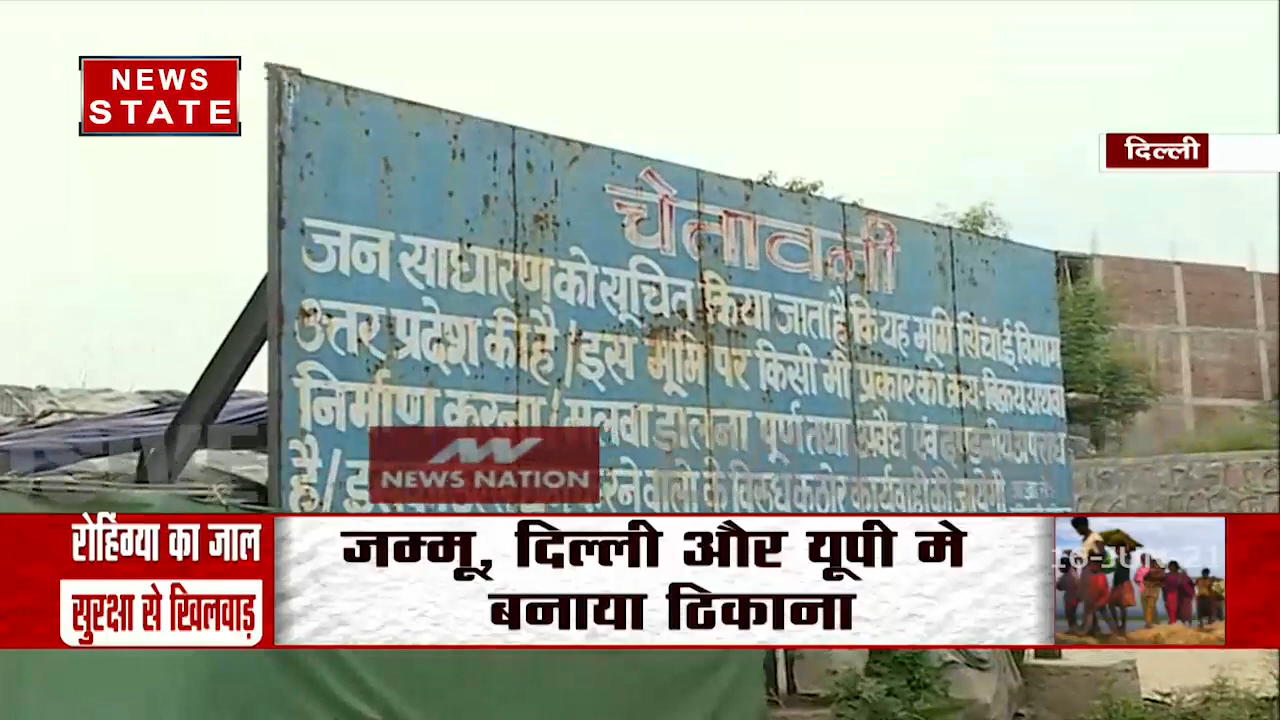 NEWS
STATE
दिल्ली
चेतावनी
जन साधारण को सूचित किया जाता है कि यह भूमि सिंचाई विभाग
उत्तर प्रदेश की है / इस भूमि पर किसी भी प्रकार का क्रय-विक्रय अथवा
निर्माण करना / मलवा डालना पूर्ण तथा अवैध एंव दण्डनीय अपराध
है / करने वालो के विरुध कठोर कार्यवाही की जायेगी
NEWS NATION
रोहिंग्या का जाल
सुरक्षा से खिलवाड़
जम्मू, दिल्ली और यूपी मे
बनाया ढिकाना